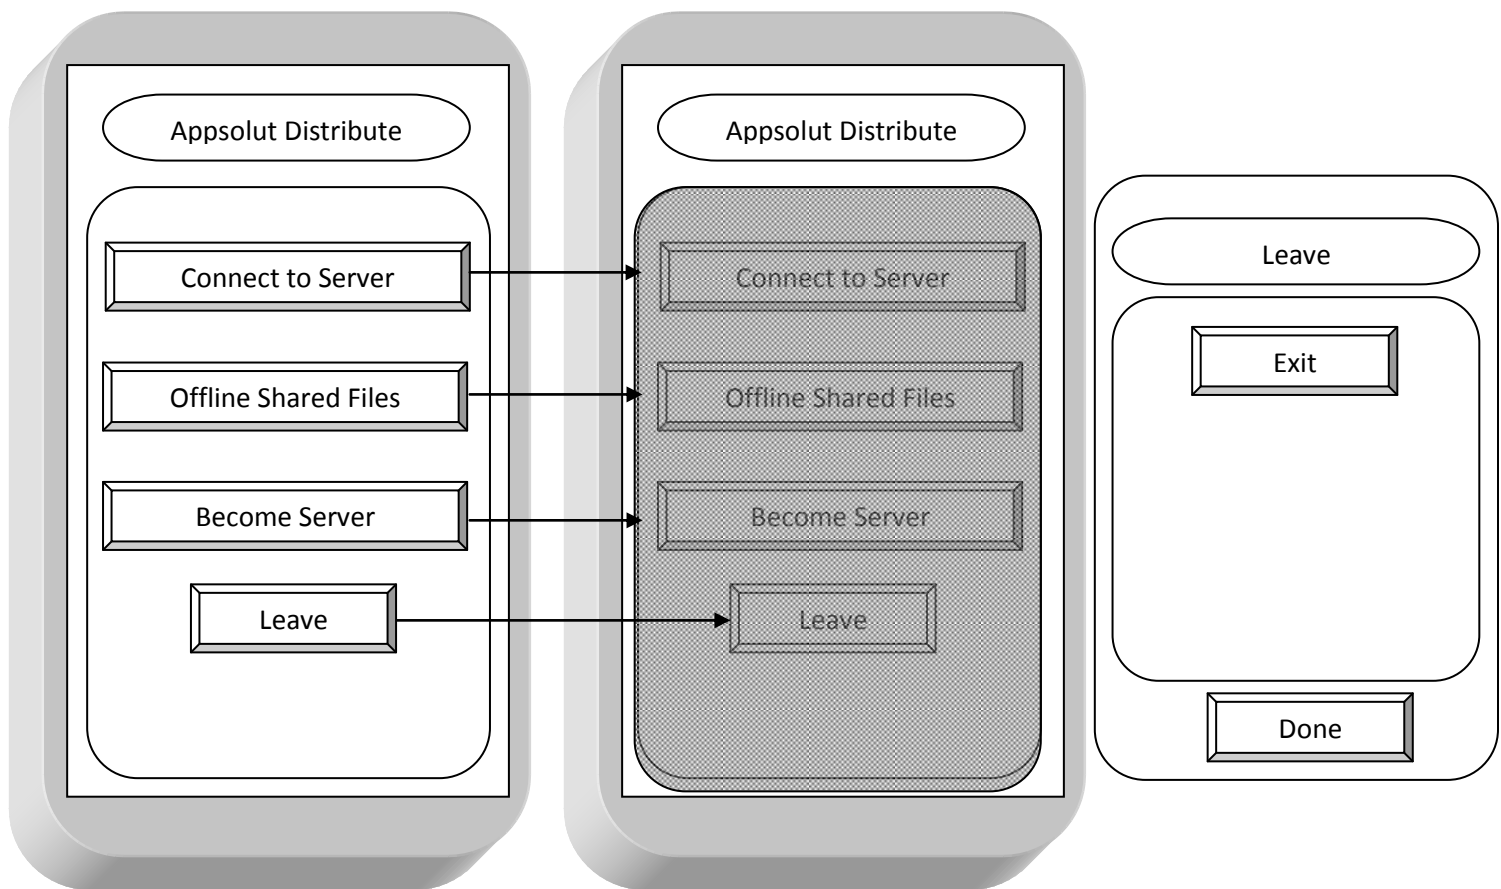 Appsolut Distribute
Connect to Server
Offline Shared Files
Become Server
Leave
Appsolut Distribute
Connect to Server
Offline Shared Files
Become Server
Leave
Leave
Exit
Done